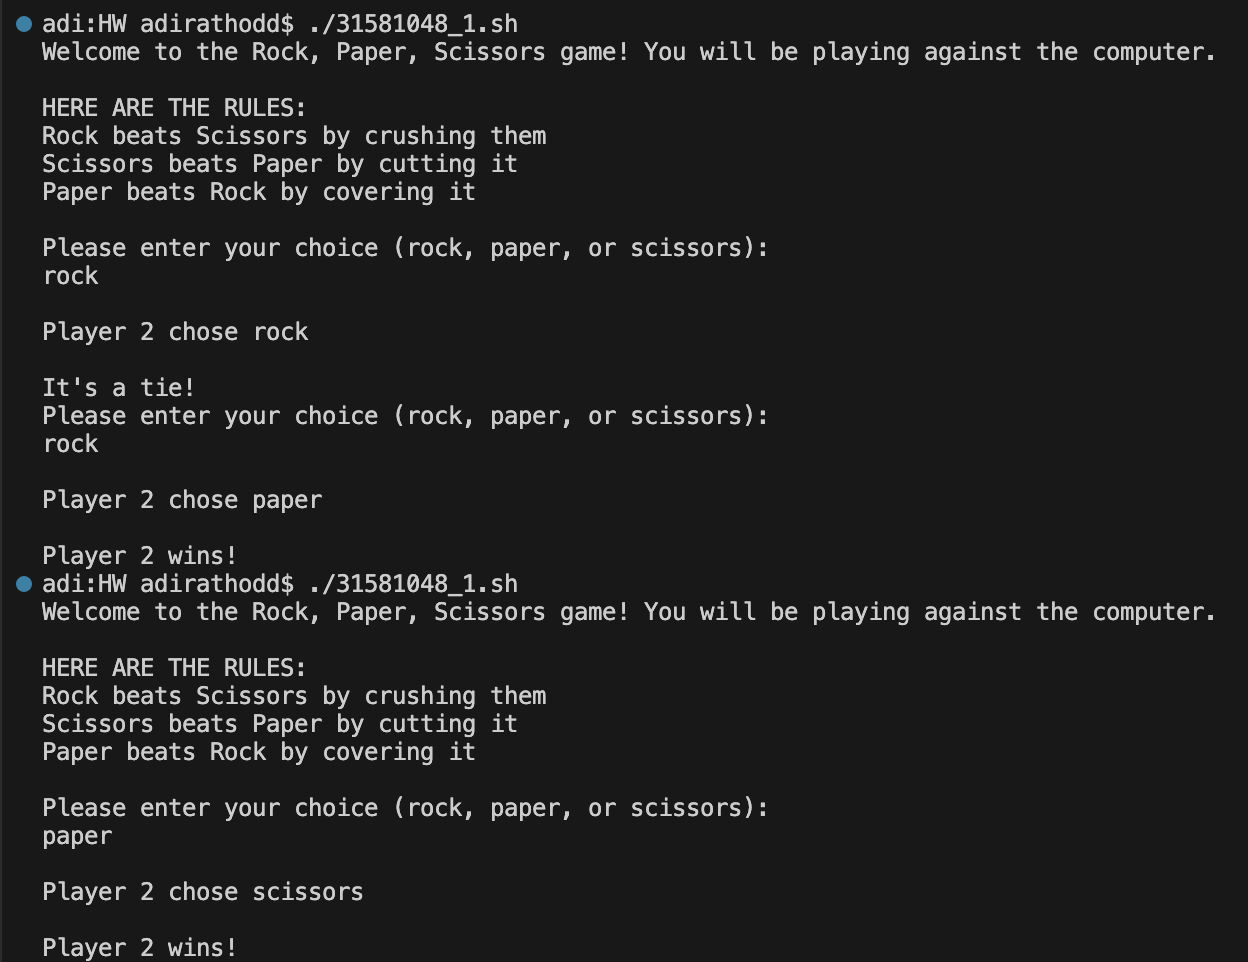 adi:HW adirathodd$ ./31581048_1.sh
Welcome to the Rock, Paper, Scissors game! You will be playing against the computer.
HERE ARE THE RULES:
Rock beats Scissors by crushing them
Scissors beats Paper by cutting it
Paper beats Rock by covering it
Please enter your choice (rock, paper, or scissors):
rock
Player 2 chose rock
It's a tie!
Please enter your choice (rock, paper, or scissors):
rock
Player 2 chose paper
Player 2 wins!
adi:HW adirathodd$ ./31581048_1.sh
Welcome to the Rock, Paper, Scissors game! You will be playing against the computer.
HERE ARE THE RULES:
Rock beats Scissors by crushing them
Scissors beats Paper by cutting it
Paper beats Rock by covering it
Please enter your choice (rock, paper, or scissors):
paper
Player 2 chose scissors
Player 2 wins!